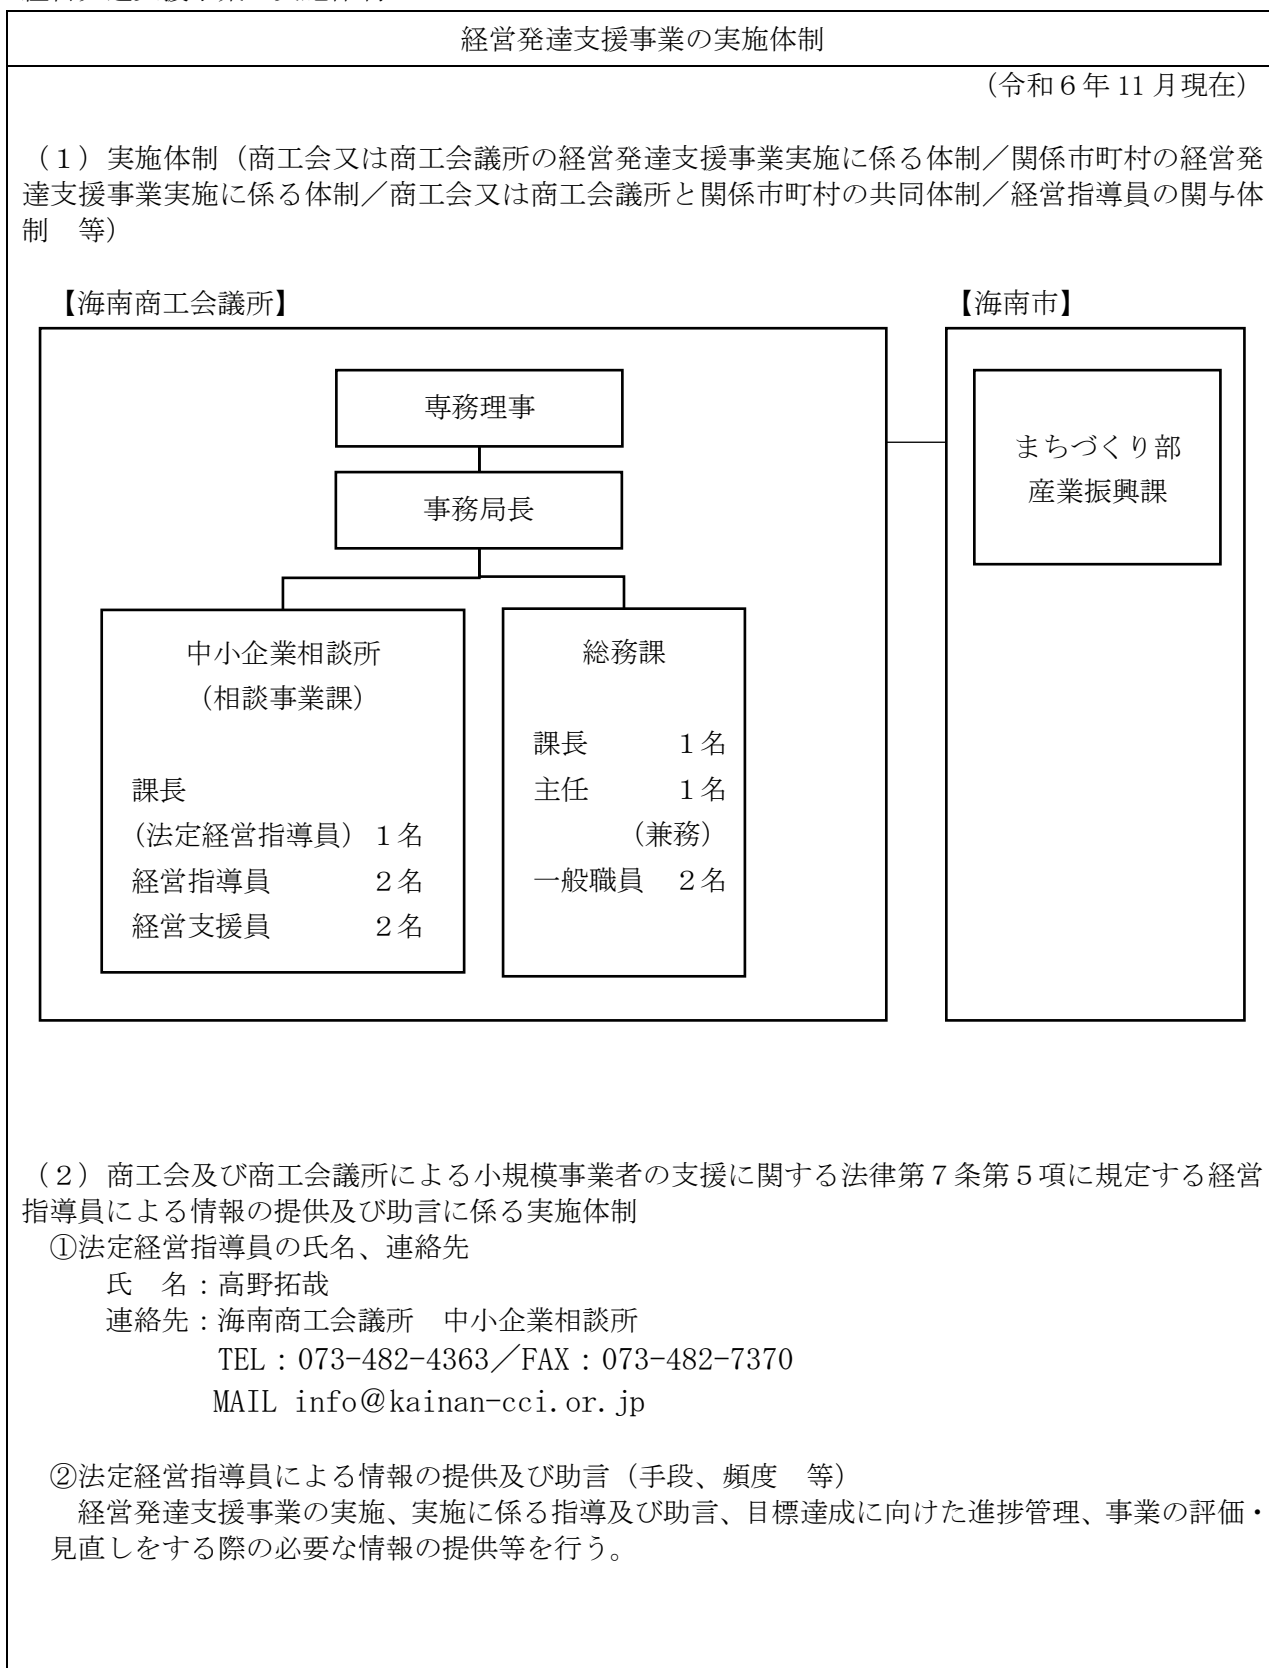 経営発達支援事業の実施体制
（令和６年 11 月現在）
（１）実施体制（商工会又は商工会議所の経営発達支援事業実施に係る体制／関係市町村の経営発
達支援事業実施に係る体制／商工会又は商工会議所と関係市町村の共同体制／経営指導員の関与体
制　等）
【海南商工会議所】
専務理事
事務局長
中小企業相談所
（相談事業課）
課長
（法定経営指導員）１名
経営指導員　２名
経営支援員　２名
総務課
課長　１名
主任　１名
（兼務）
一般職員　２名
【海南市】
まちづくり部
産業振興課
（２）商工会及び商工会議所による小規模事業者の支援に関する法律第７条第５項に規定する経営
指導員による情報の提供及び助言に係る実施体制
①法定経営指導員の氏名、連絡先
氏　名：高野拓哉
連絡先：海南商工会議所　中小企業相談所
TEL：073-482-4363／FAX：073-482-7370
MAIL info@kainan-cci.or.jp
②法定経営指導員による情報の提供及び助言（手段、頻度　等）
経営発達支援事業の実施、実施に係る指導及び助言、目標達成に向けた進捗管理、事業の評価・
見直しをする際の必要な情報の提供等を行う。